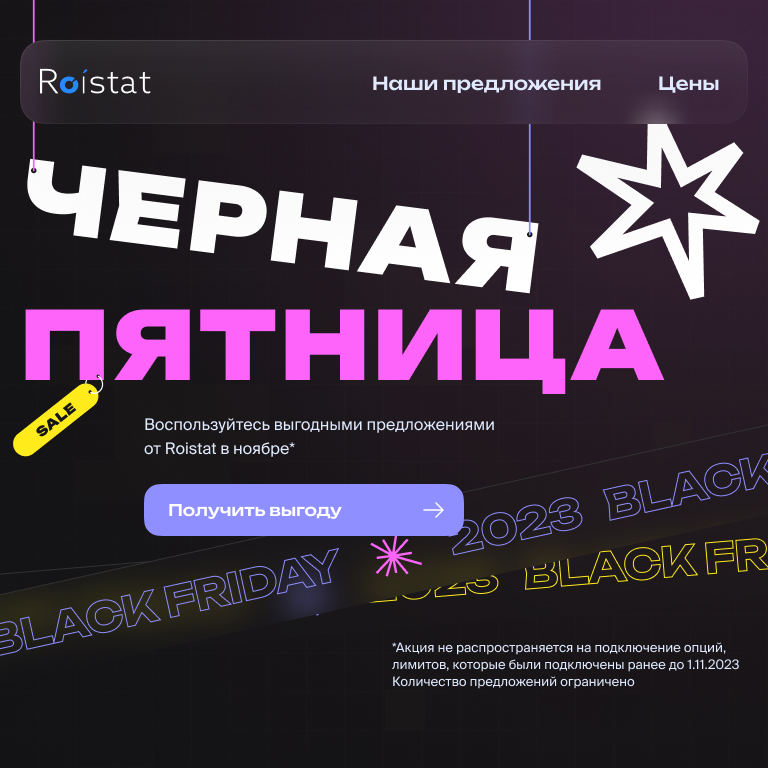 Roistat
Наши предложения
Цены
ЧЕРНАЯ
ПЯТНИЦА
SALE
Воспользуйтесь выгодными предложениями
от Roistat в ноябре*
Получить выгоду
BLACK FRIDAY
2023 BLACK
2023 BLACK FR
*Акция не распространяется на подключение опций,
лимитов, которые были подключены ранее до 1.11.2023
Количество предложений ограничено